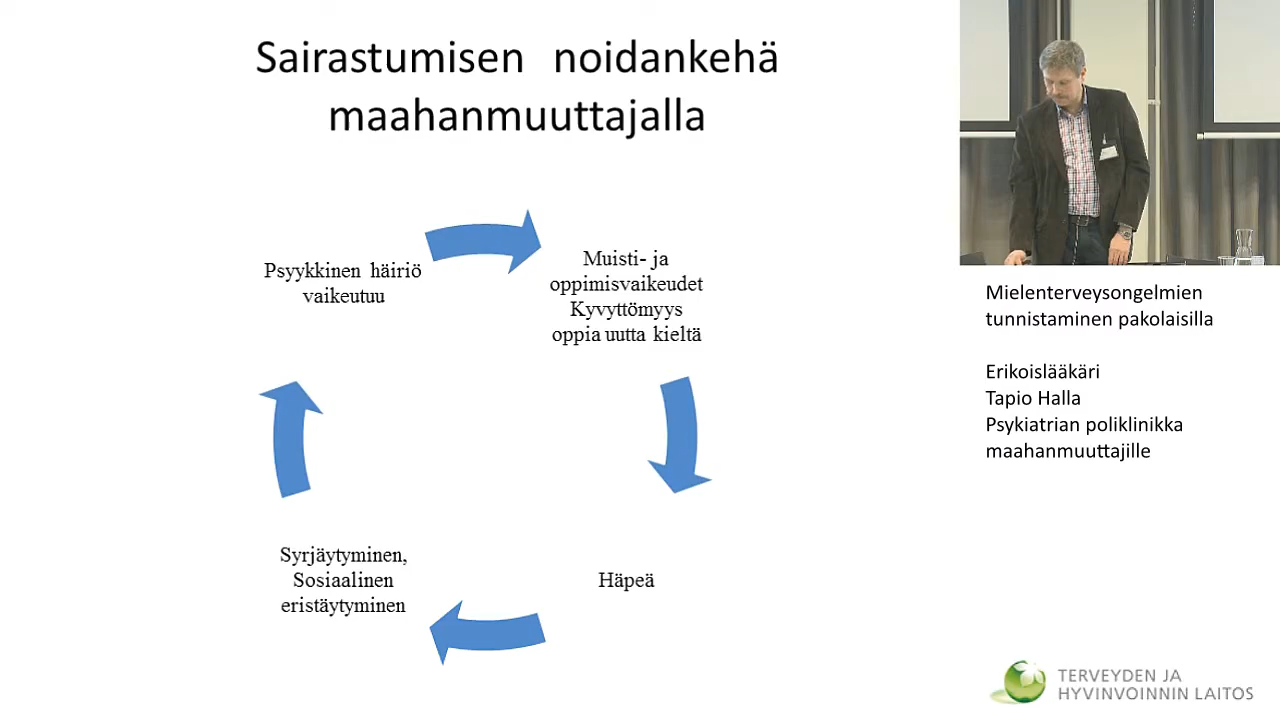 Sairastumisen noidankehä
maahanmuuttajalla
Psyykkinen häiriö
vaikeutuu
Muisti- ja
oppimisvaikeudet
Kyvyttömyys
oppia uutta kieltä
Häpeä
Syrjäytyminen,
Sosiaalinen
eristäytyminen
Mielenterveysongelmien
tunnistaminen pakolaisilla
Erikoislääkäri
Tapio Halla
Psykiatrian poliklinikka
maahanmuuttajille
TERVEYDEN JA
HYVINVOINNIN LAITOS